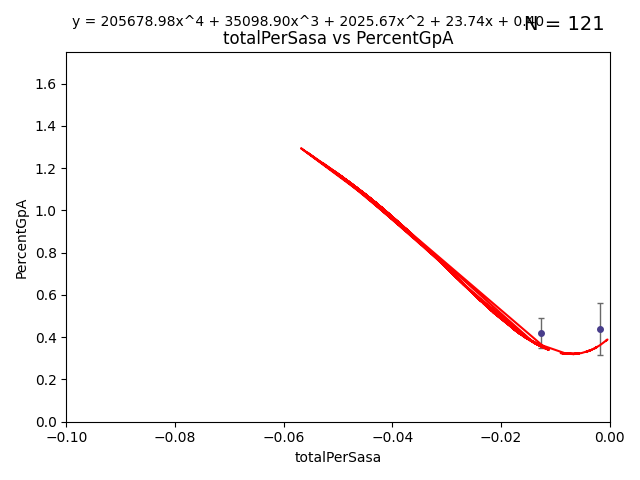 y = 205678.98x^4 + 35098.90x^3 + 2025.67x^2 + 23.74x + 0.40
N = 121
totalPerSasa vs PercentGpA
1.6
1.4
1.2
1.0
0.8
0.6
0.4
0.2
0.0
PercentGpA
−0.10 −0.08 −0.06 −0.04 −0.02 0.00
totalPerSasa